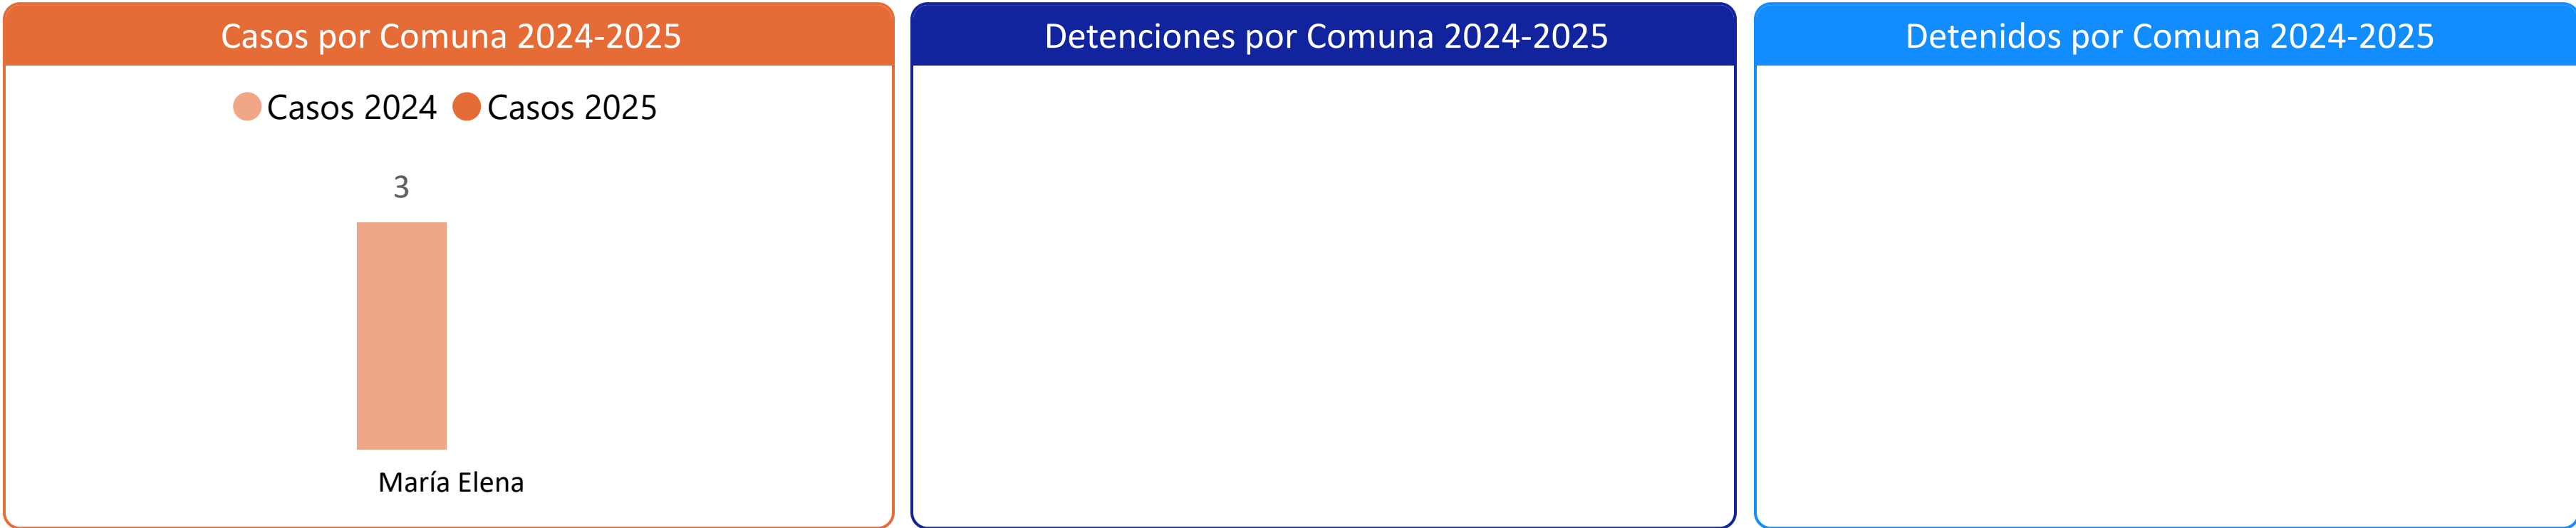 Casos por Comuna 2024-2025
Casos 2024 Casos 2025
3
María Elena
Detenciones por Comuna 2024-2025
Detenidos por Comuna 2024-2025